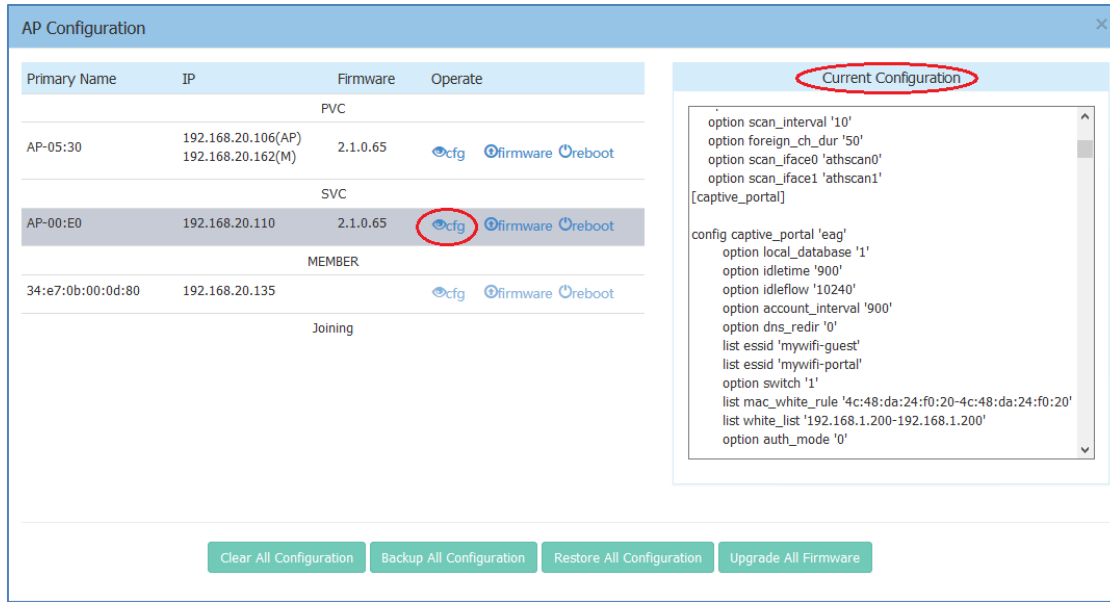 AP Configuration
×
Primary Name IP Firmware Operate
PVC
AP-05:30 192.168.20.106(AP) 2.1.0.65 cfg firmware reboot
192.168.20.162(M)
SVC
AP-00:E0 192.168.20.110 2.1.0.65 cfg firmware reboot
MEMBER
34:e7:0b:00:0d:80 192.168.20.135 cfg firmware reboot
Joining
Current Configuration
option scan_interval '10'
option foreign_ch_dur '50'
option scan_iface0 'athscan0'
option scan_iface1 'athscan1'
[captive_portal]
config captive_portal 'eag'
option local_database '1'
option idletime '900'
option idleflow '10240'
option account_interval '900'
option dns_redir '0'
list essid 'mywifi-guest'
list essid 'mywifi-portal'
option switch '1'
list mac_white_rule '4c:48:da:24:f0:20-4c:48:da:24:f0:20'
list white_list '192.168.1.200-192.168.1.200'
option auth_mode '0'
Clear All Configuration Backup All Configuration Restore All Configuration Upgrade All Firmware